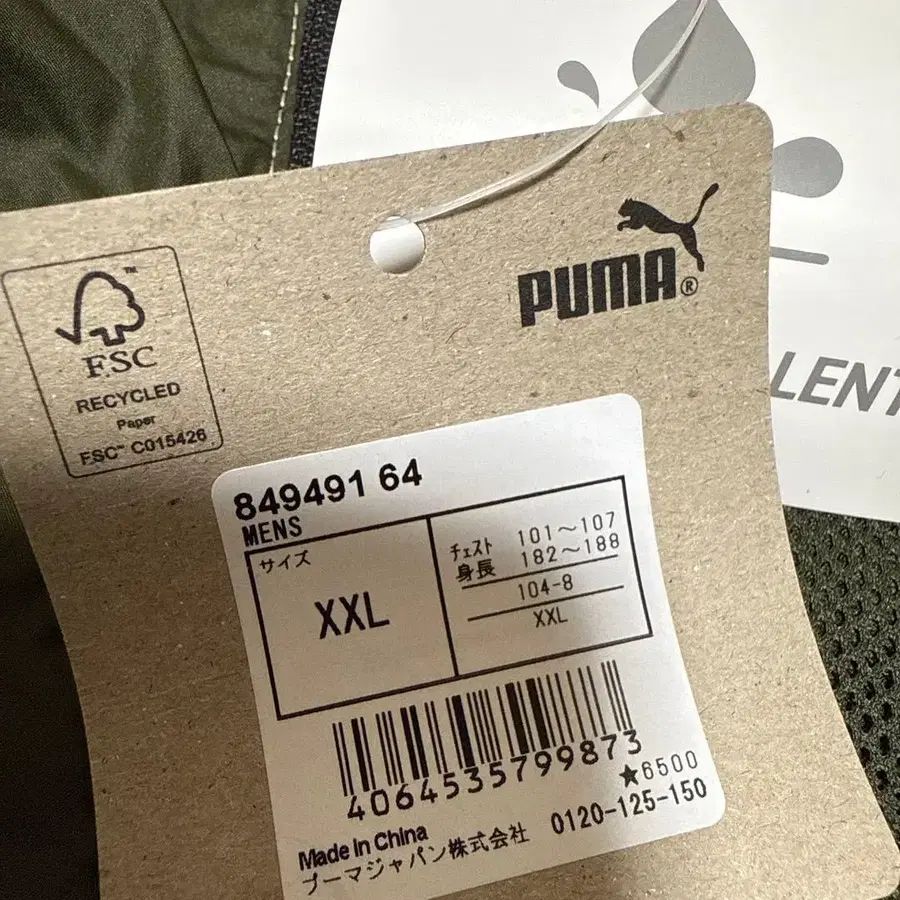 PUMA®
FSC™
RECYCLED
Paper
FSC™ C015426
LENT
849491 64
MENS
サイズ
XXL
チェスト 101～107
身長 182～188
104-8
XXL
4064535799873
★6500
Made In China
プーマジャパン株式会社 0120-125-150